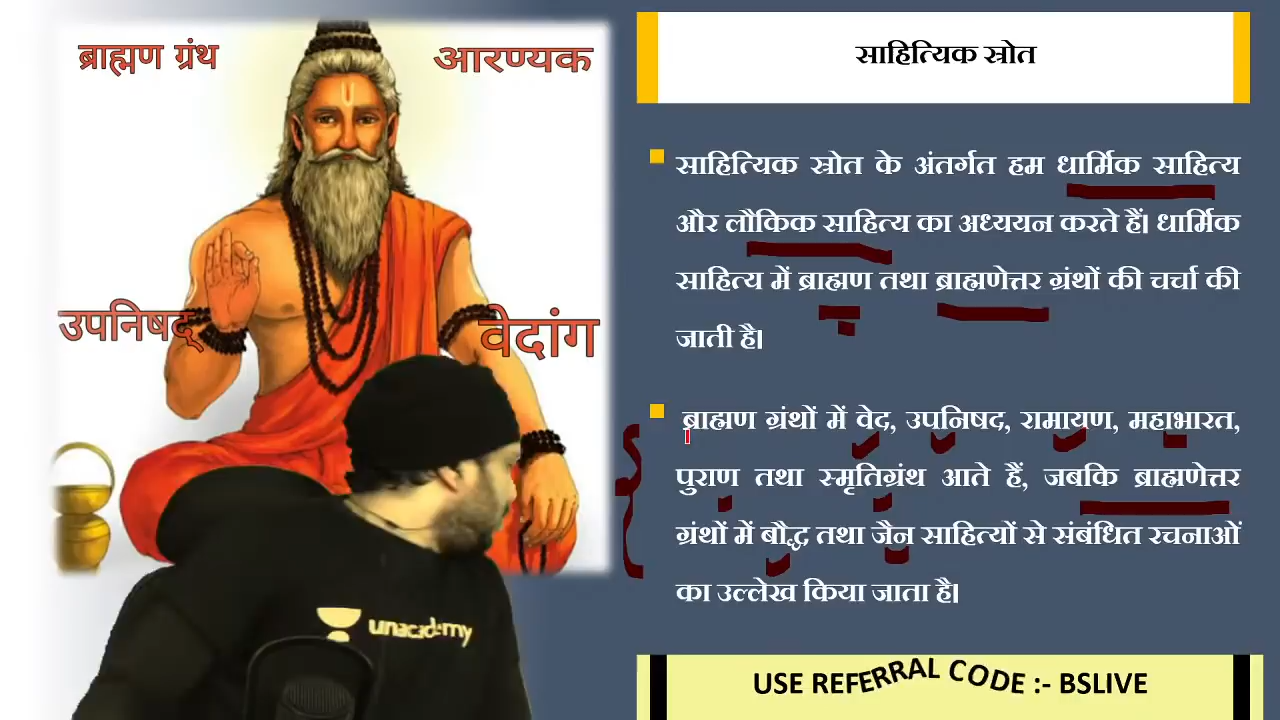 ब्राह्मण ग्रंथ
आरण्यक
उपनिषद्
वेदांग
unacademy
साहित्यिक स्रोत
साहित्यिक स्रोत के अंतर्गत हम धार्मिक साहित्य
और लौकिक साहित्य का अध्ययन करते हैं। धार्मिक
साहित्य में ब्राह्मण तथा ब्राह्मणेत्तर ग्रंथों की चर्चा की
जाती है।
ब्राह्मण ग्रंथों में वेद, उपनिषद, रामायण, महाभारत,
पुराण तथा स्मृतिग्रंथ आते हैं, जबकि ब्राह्मणेत्तर
ग्रंथों में बौद्ध तथा जैन साहित्यों से संबंधित रचनाओं
का उल्लेख किया जाता है।
USE REFERRAL CODE :- BSLIVE